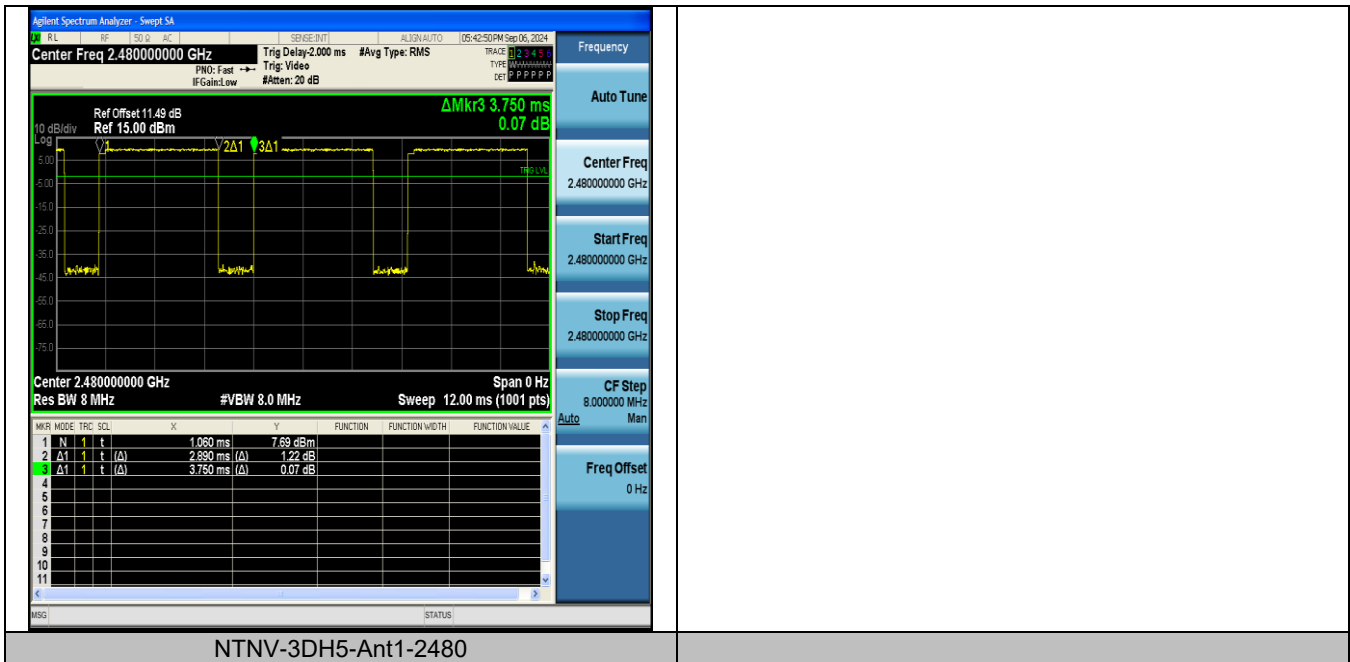 Agilent Spectrum Analyzer - Swept SA
RL RF 50 Ω AC SENSE:INT ALIGN AUTO 05:42:50 PM Sep 06, 2024
Center Freq 2.480000000 GHz
PNO: Fast
IFGain:Low
Trig Delay-2.000 ms
Trig: Video
#Atten: 20 dB
#Avg Type: RMS
TRACE 1 2 3 4 5 6
TYPE
DET P P P P P P
ΔMkr3 3.750 ms
0.07 dB
Ref Offset 11.49 dB
10 dB/div Ref 15.00 dBm
Log
1 2Δ1 3Δ1
5.00
TRIG LVL
-5.00
-15.0
-25.0
-35.0
-45.0
-55.0
-65.0
-75.0
Center 2.480000000 GHz Span 0 Hz
Res BW 8 MHz #VBW 8.0 MHz Sweep 12.00 ms (1001 pts)
MKR MODE TRC SCL X Y FUNCTION FUNCTION WIDTH FUNCTION VALUE
1 N 1 t 1.060 ms 7.69 dBm
2 Δ1 1 t (Δ) 2.890 ms (Δ) 1.22 dB
3 Δ1 1 t (Δ) 3.750 ms (Δ) 0.07 dB
4
5
6
7
8
9
10
11
MSG STATUS
Frequency
Auto Tune
Center Freq
2.480000000 GHz
Start Freq
2.480000000 GHz
Stop Freq
2.480000000 GHz
CF Step
8.000000 MHz
Auto Man
Freq Offset
0 Hz
NTNV-3DH5-Ant1-2480